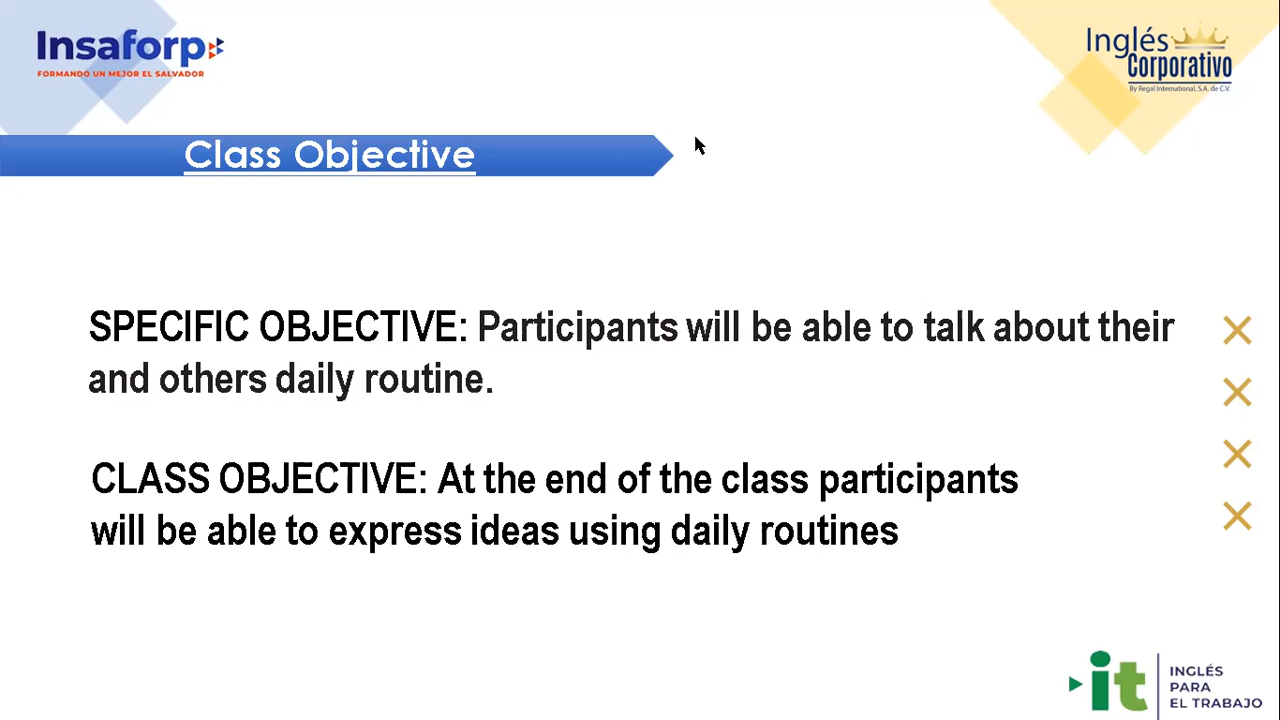 Insaforp
FORMANDO UN MEJOR EL SALVADOR
Inglés
Corporativo
By Regal International, S.A. de C.V.
Class Objective
SPECIFIC OBJECTIVE: Participants will be able to talk about their
and others daily routine.
CLASS OBJECTIVE: At the end of the class participants
will be able to express ideas using daily routines
it
INGLÉS
PARA
EL TRABAJO